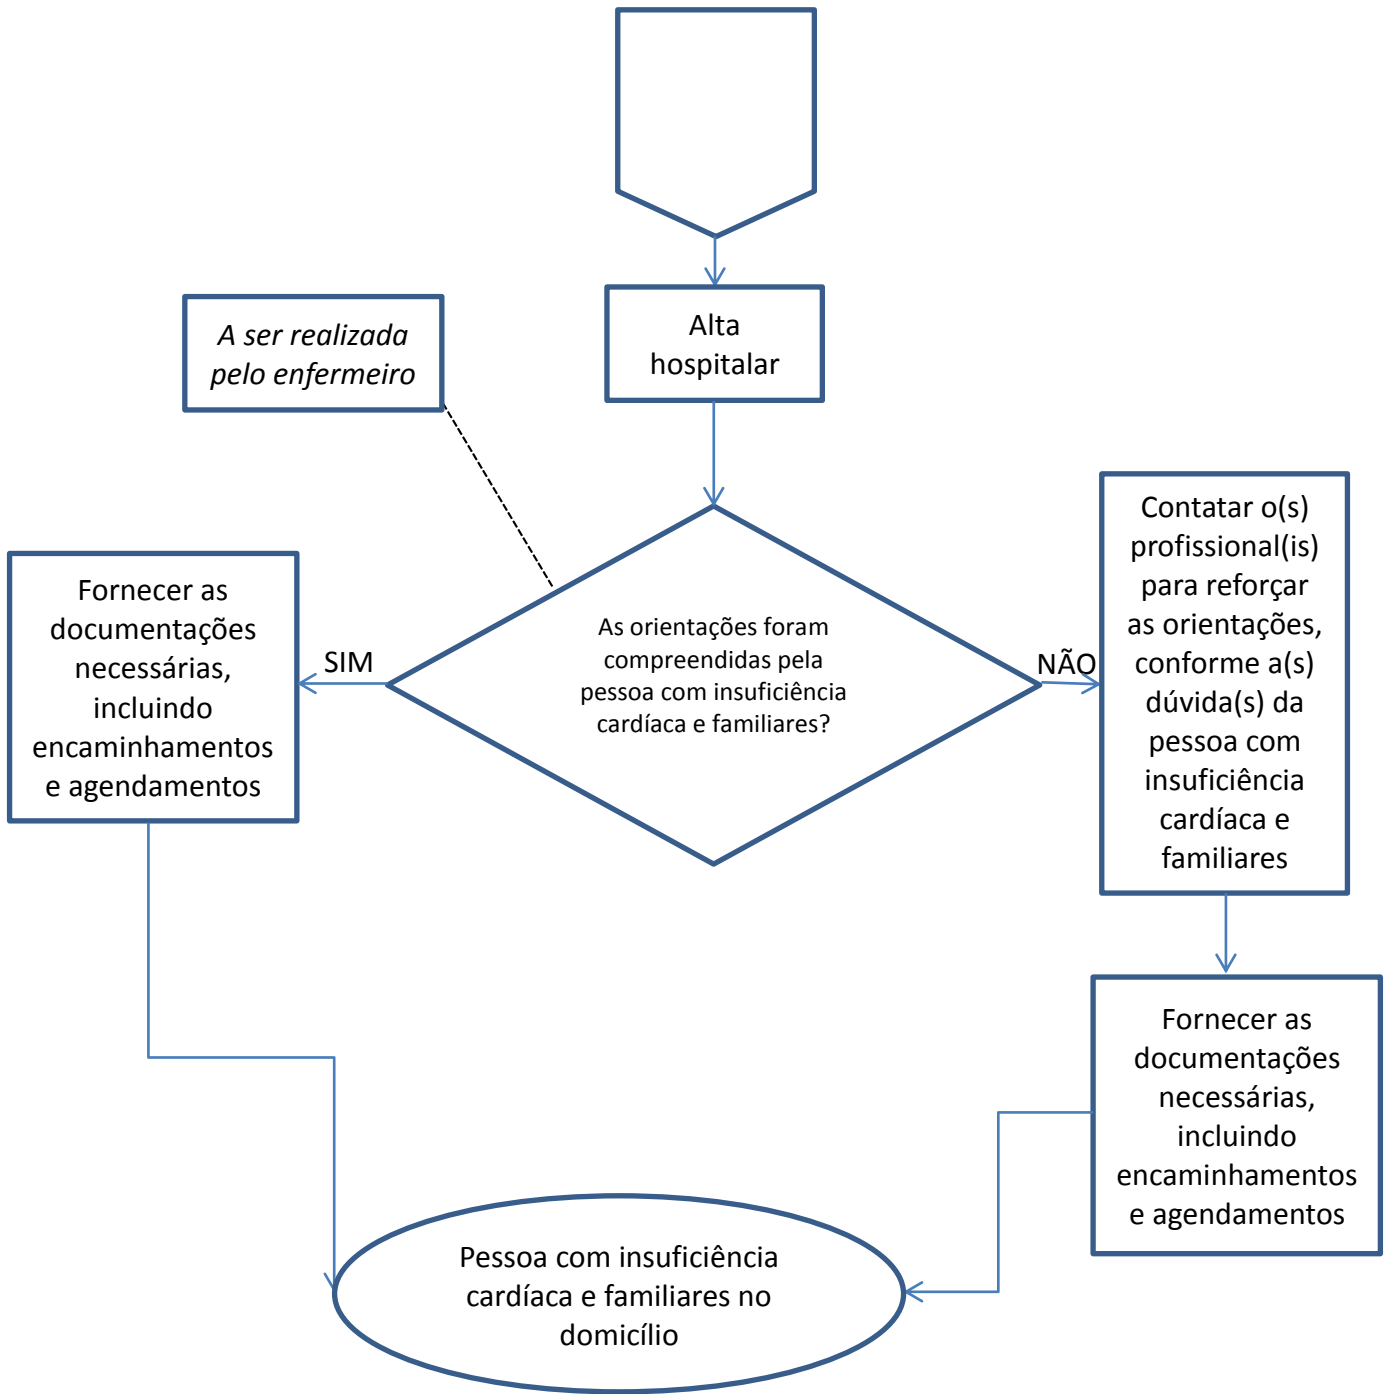 Alta
hospitalar
A ser realizada
pelo enfermeiro
As orientações foram
compreendidas pela
pessoa com insuficiência
cardíaca e familiares?
SIM
NÃO
Fornecer as
documentações
necessárias,
incluindo
encaminhamentos
e agendamentos
Contatar o(s)
profissional(is)
para reforçar
as orientações,
conforme a(s)
dúvida(s) da
pessoa com
insuficiência
cardíaca e
familiares
Fornecer as
documentações
necessárias,
incluindo
encaminhamentos
e agendamentos
Pessoa com insuficiência
cardíaca e familiares no
domicílio